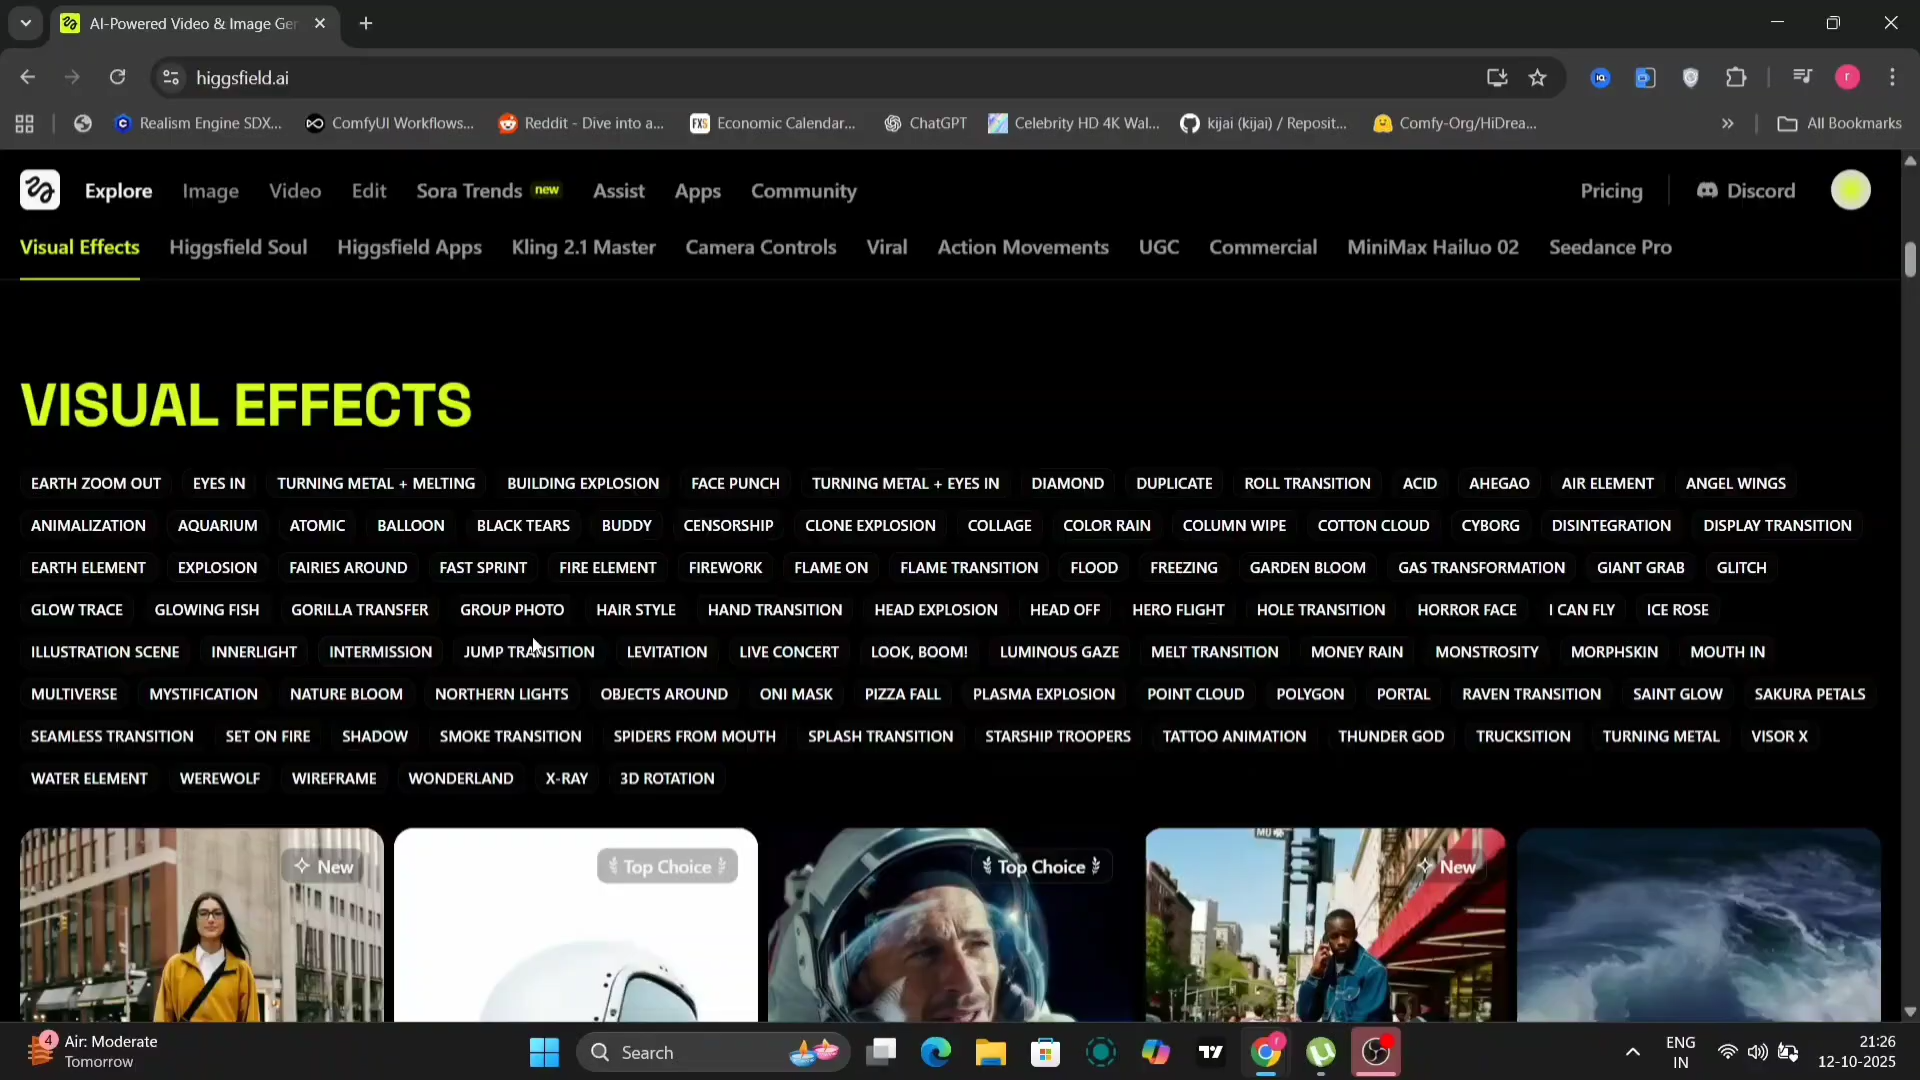 AI-Powered Video & Image Ger
higgsfield.ai
Realism Engine SDX...
ComfyUI Workflows...
Reddit - Dive into a...
Economic Calendar...
ChatGPT
Celebrity HD 4K Wal...
kijai (kijai) / Reposit...
Comfy-Org/HiDrea...
All Bookmarks
Explore Image Video Edit Sora Trends new Assist Apps Community Pricing Discord
Visual Effects Higgsfield Soul Higgsfield Apps Kling 2.1 Master Camera Controls Viral Action Movements UGC Commercial MiniMax Hailuo 02 Seedance Pro
VISUAL EFFECTS
EARTH ZOOM OUT EYES IN TURNING METAL + MELTING BUILDING EXPLOSION FACE PUNCH TURNING METAL + EYES IN DIAMOND DUPLICATE ROLL TRANSITION ACID AHEGAO AIR ELEMENT ANGEL WINGS
ANIMALIZATION AQUARIUM ATOMIC BALLOON BLACK TEARS BUDDY CENSORSHIP CLONE EXPLOSION COLLAGE COLOR RAIN COLUMN WIPE COTTON CLOUD CYBORG DISINTEGRATION DISPLAY TRANSITION
EARTH ELEMENT EXPLOSION FAIRIES AROUND FAST SPRINT FIRE ELEMENT FIREWORK FLAME ON FLAME TRANSITION FLOOD FREEZING GARDEN BLOOM GAS TRANSFORMATION GIANT GRAB GLITCH
GLOW TRACE GLOWING FISH GORILLA TRANSFER GROUP PHOTO HAIR STYLE HAND TRANSITION HEAD EXPLOSION HEAD OFF HERO FLIGHT HOLE TRANSITION HORROR FACE I CAN FLY ICE ROSE
ILLUSTRATION SCENE INNERLIGHT INTERMISSION JUMP TRANSITION LEVITATION LIVE CONCERT LOOK, BOOM! LUMINOUS GAZE MELT TRANSITION MONEY RAIN MONSTROSITY MORPHSKIN MOUTH IN
MULTIVERSE MYSTIFICATION NATURE BLOOM NORTHERN LIGHTS OBJECTS AROUND ONI MASK PIZZA FALL PLASMA EXPLOSION POINT CLOUD POLYGON PORTAL RAVEN TRANSITION SAINT GLOW SAKURA PETALS
SEAMLESS TRANSITION SET ON FIRE SHADOW SMOKE TRANSITION SPIDERS FROM MOUTH SPLASH TRANSITION STARSHIP TROOPERS TATTOO ANIMATION THUNDER GOD TRUCKSITION TURNING METAL VISOR X
WATER ELEMENT WEREWOLF WIREFRAME WONDERLAND X-RAY 3D ROTATION
New
Top Choice
Top Choice
New
4
Air: Moderate
Tomorrow
Search
ENG
IN
21:26
12-10-2025